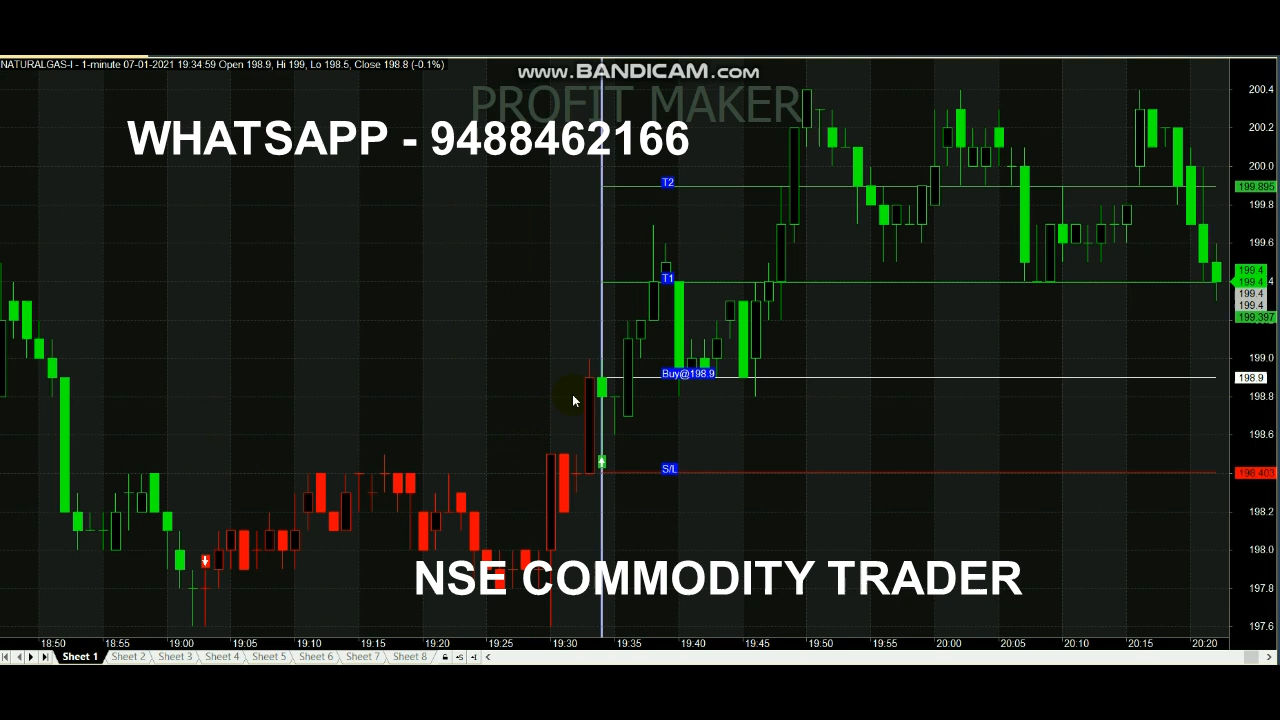 NATURALGAS-I - 1-minute 07-01-2021 19:34:59 Open 198.9, Hi 199, Lo 198.5, Close 198.8 (-0.1%)
www.BANDICAM.com
PROFIT MAKER
WHATSAPP - 9488462166
200.4
200.2
200.0
T2
199.895
199.8
199.6
T1
199.4
199.4
199.4
199.4
199.397
199.0
Buy@198.9
198.9
198.8
198.6
S/L
198.403
198.2
198.0
NSE COMMODITY TRADER
197.8
197.6
18:50 18:55 19:00 19:05 19:10 19:15 19:20 19:25 19:30 19:35 19:40 19:45 19:50 19:55 20:00 20:05 20:10 20:15 20:20
Sheet 1 Sheet 2 Sheet 3 Sheet 4 Sheet 5 Sheet 6 Sheet 7 Sheet 8